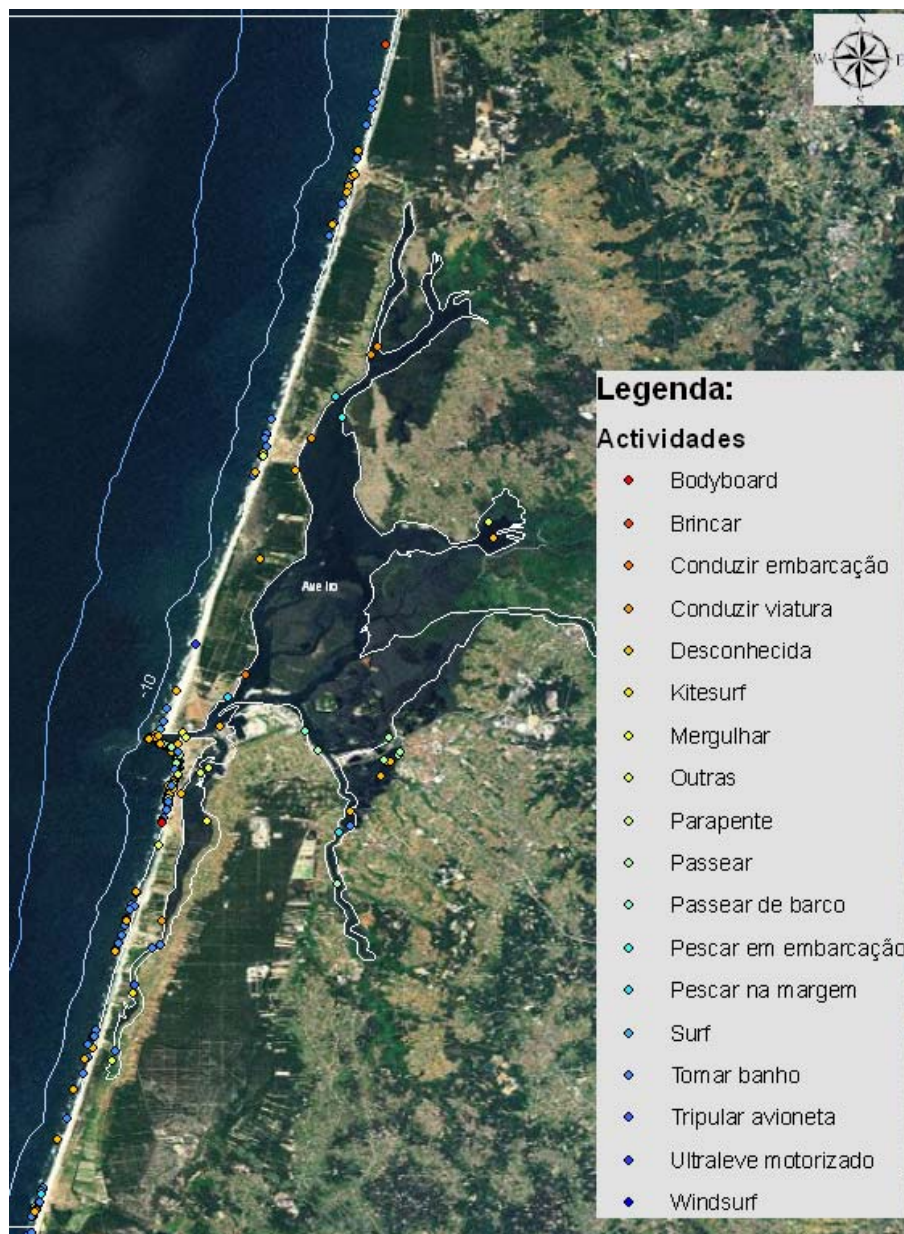 N
W
E
S
Legenda:
Actividades
Bodyboard
Brincar
Conduzir embarcação
Conduzir viatura
Desconhecida
Kitesurf
Mergulhar
Outras
Parapente
Passear
Passear de barco
Pescar em embarcação
Pescar na margem
Surf
Tomar banho
Tripular avioneta
Ultraleve motorizado
Windsurf
Aveiro
-10